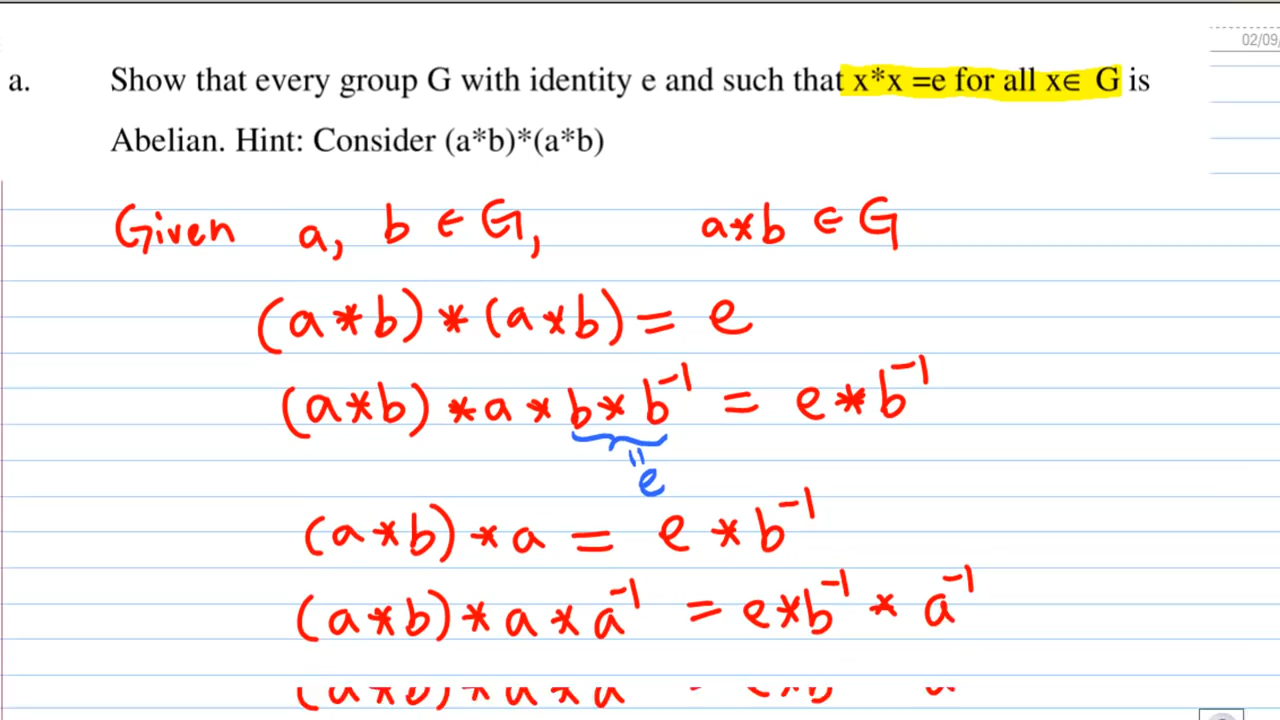 02/09/
a. Show that every group G with identity e and such that x*x =e for all x∈ G is
Abelian. Hint: Consider (a*b)*(a*b)
Given a, b ∈ G, a*b ∈ G
(a*b)*(a*b) = e
(a*b)*a*b*b⁻¹ = e*b⁻¹
= e
(a*b)*a = e*b⁻¹
(a*b)*a*a⁻¹ = e*b⁻¹*a⁻¹